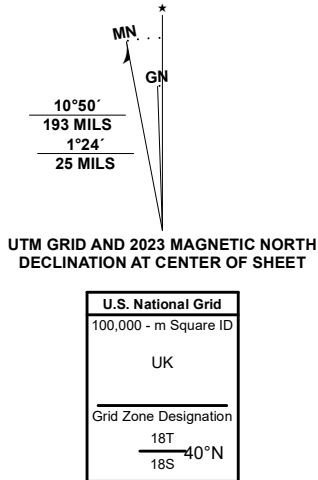 ★
MN
GN
10°50´
193 MILS
1°24´
25 MILS
UTM GRID AND 2023 MAGNETIC NORTH
DECLINATION AT CENTER OF SHEET
U.S. National Grid
100,000 - m Square ID
UK
Grid Zone Designation
18T
40°N
18S